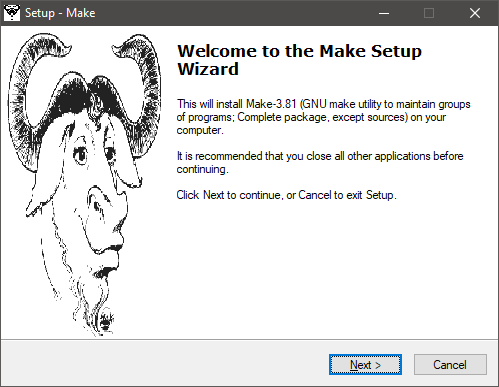 Setup - Make
Welcome to the Make Setup
Wizard
This will install Make-3.81 (GNU make utility to maintain groups
of programs; Complete package, except sources) on your
computer.
It is recommended that you close all other applications before
continuing.
Click Next to continue, or Cancel to exit Setup.
Next >
Cancel